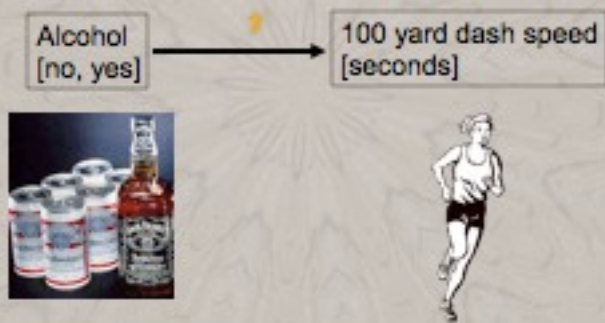 Alcohol
[no, yes]
?
100 yard dash speed
[seconds]